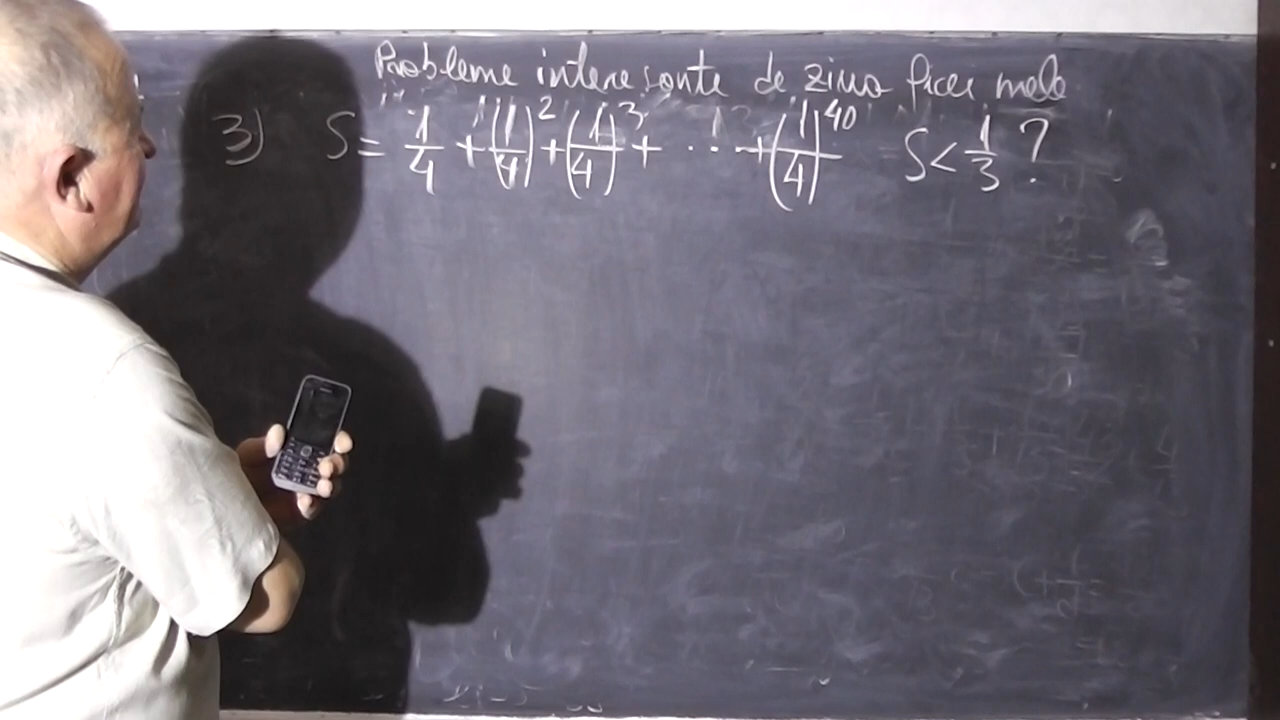 Probleme interesante de ziua ficei mele
3) S = 1/4 + (1/4)^2 + (1/4)^3 + ... + (1/4)^40 S < 1/3 ?